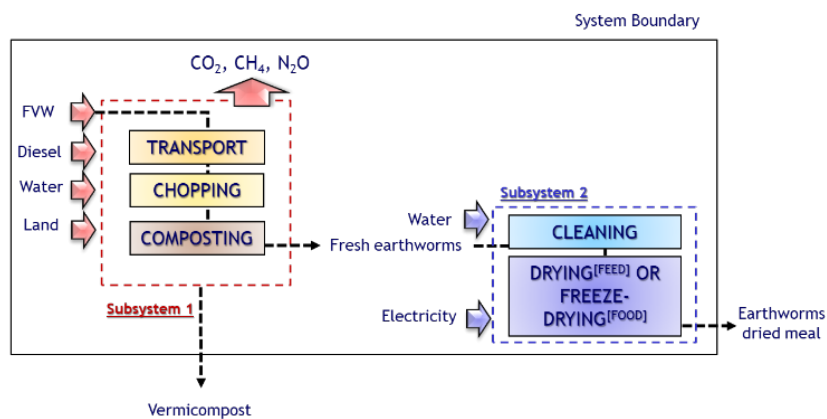 System Boundary
CO₂, CH₄, N₂O
FVW
Diesel
Water
Land
TRANSPORT
CHOPPING
COMPOSTING
Subsystem 1
Vermicompost
Fresh earthworms
Subsystem 2
Water
CLEANING
Electricity
DRYING[FEED] OR
FREEZE-
DRYING[FOOD]
Earthworms
dried meal